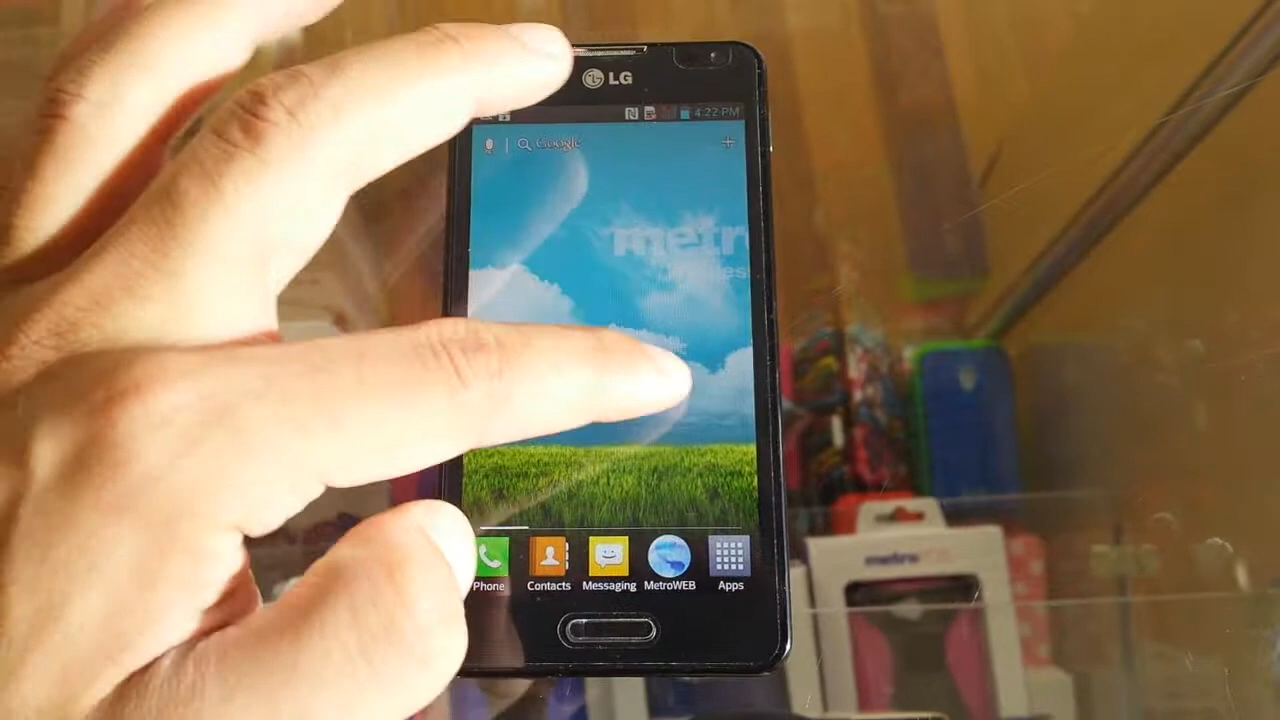 LG
4:22 PM
Google
metro
Phone
Contacts
Messaging
MetroWEB
Apps
metro